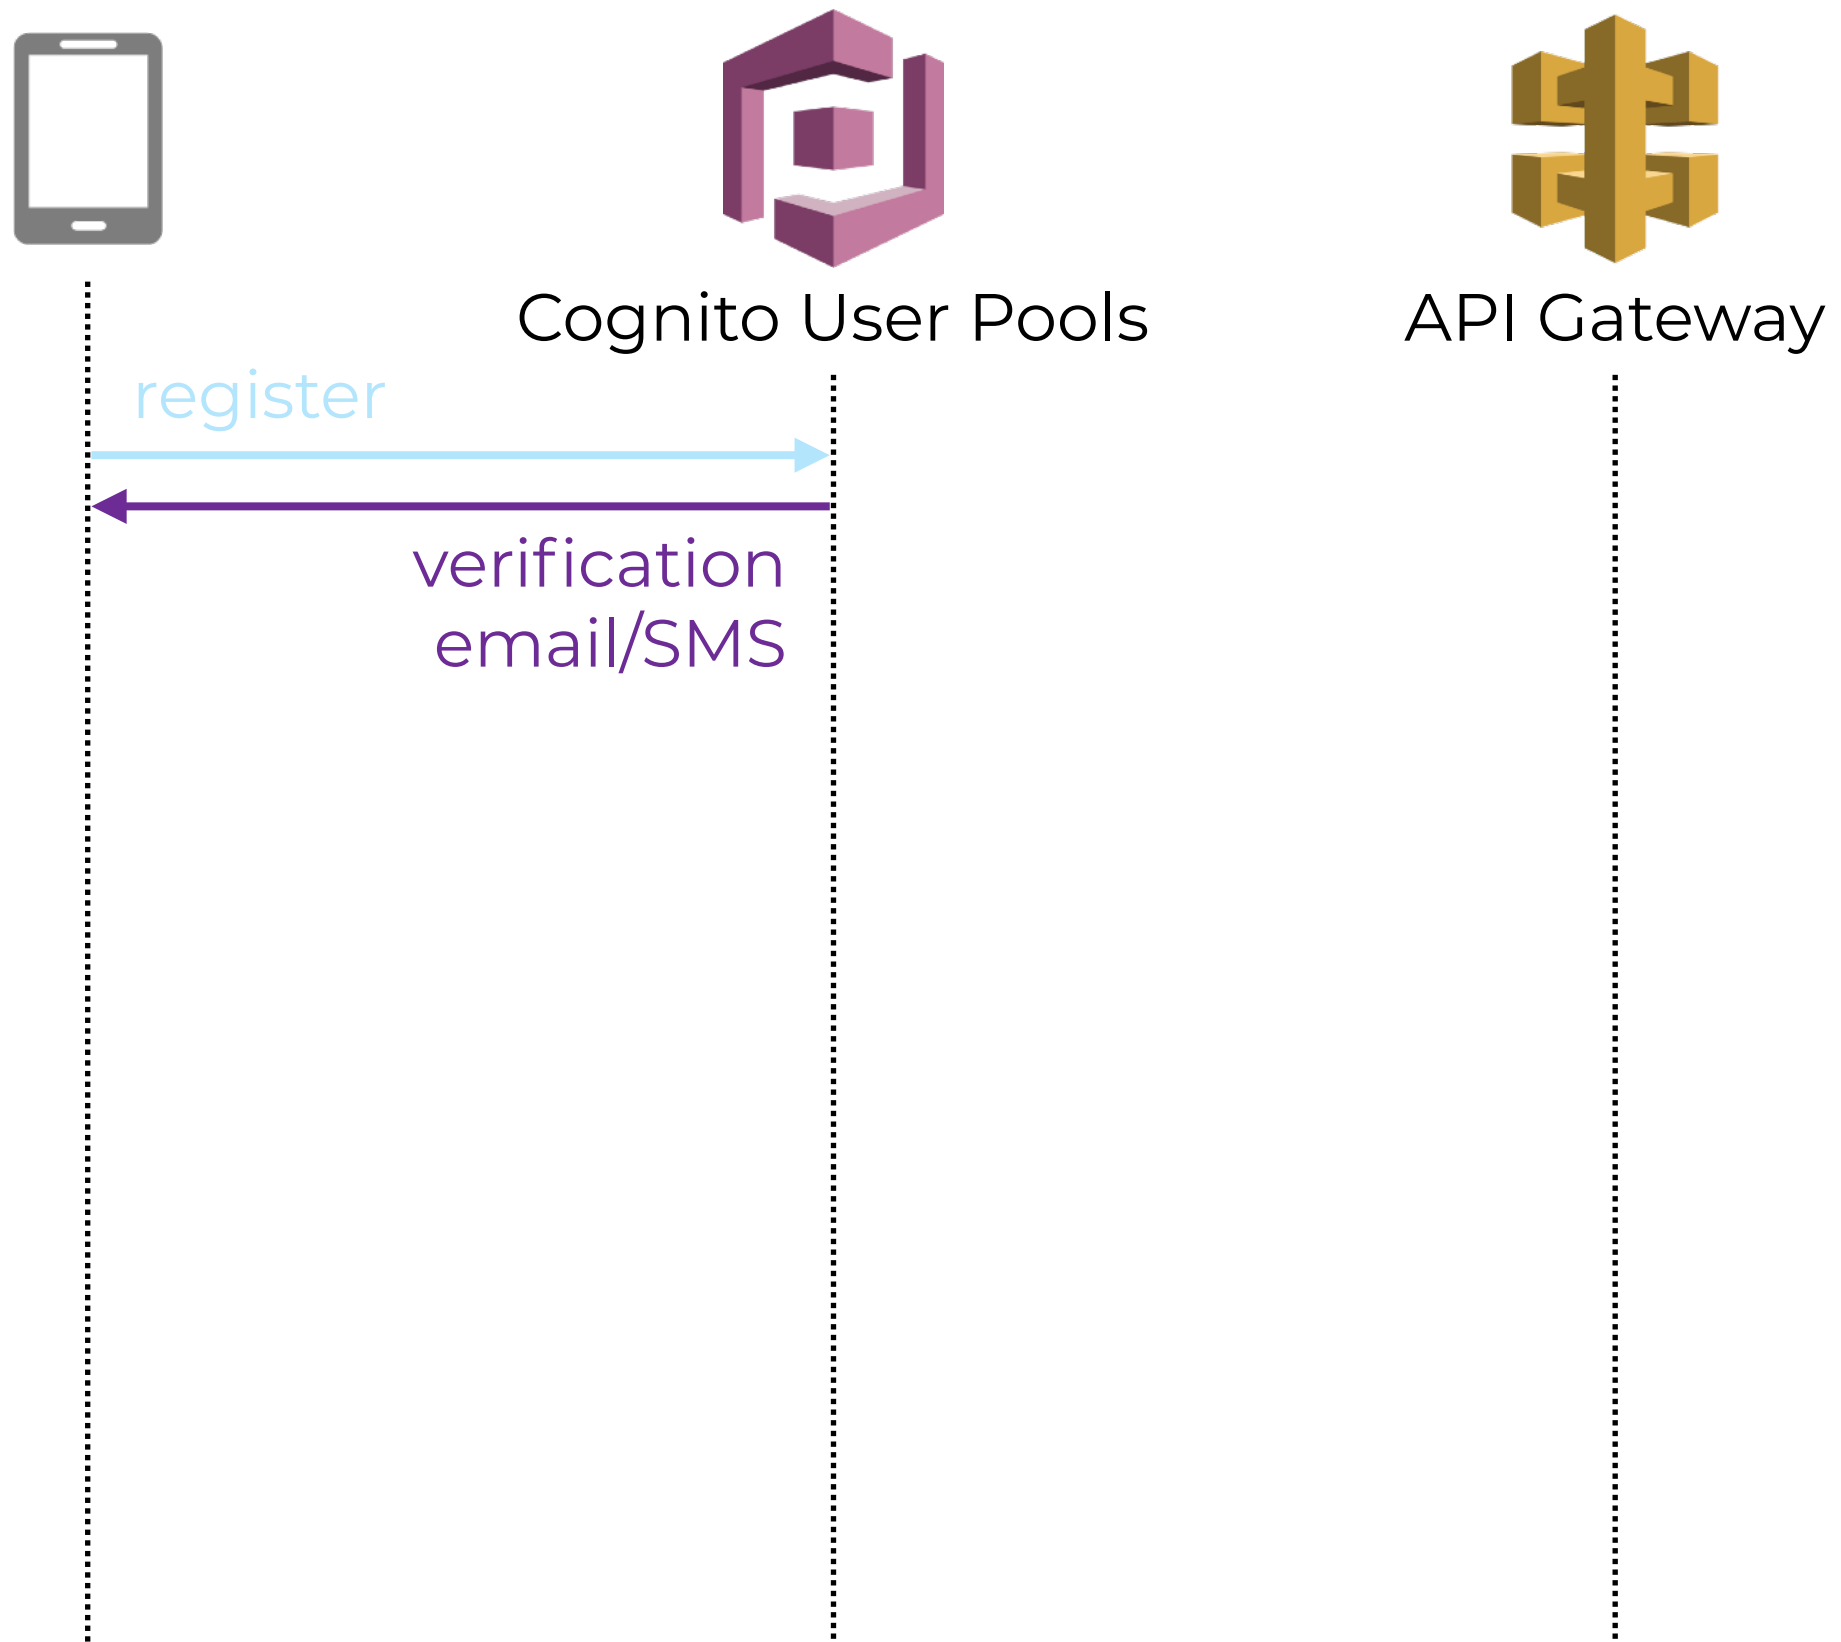 Cognito User Pools
API Gateway
register
verification
email/SMS